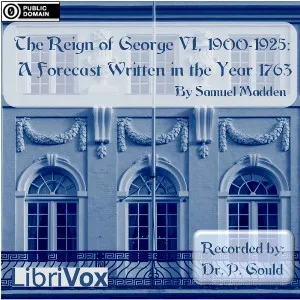 PUBLIC
DOMAIN
The Reign of George VI, 1900-1925:
A Forecast Written in the Year 1763
By Samuel Madden
Recorded by:
Dr. P. Gould
LibriVox